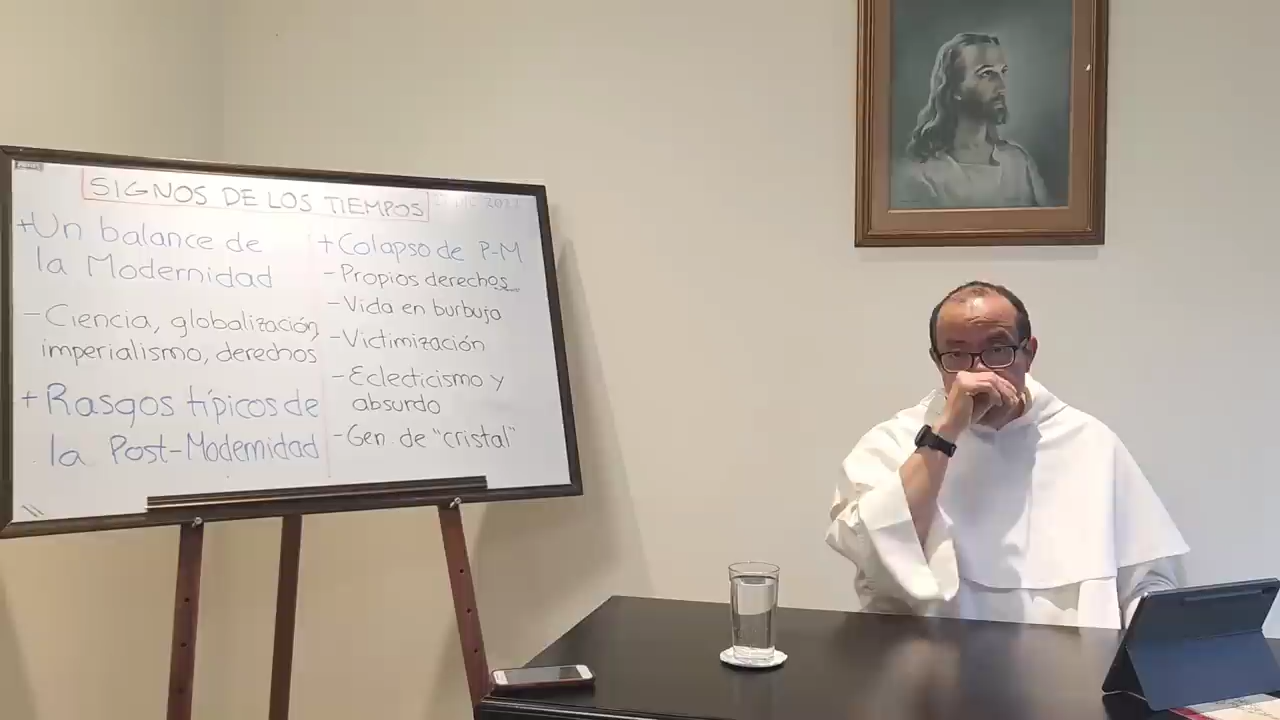 SIGNOS DE LOS TIEMPOS
+Un balance de
la Modernidad
-Ciencia, globalización,
imperialismo, derechos
+Rasgos típicos de
la Post-Modernidad
+Colapso de P-M
-Propios derechos
-Vida en burbuja
-Victimización
-Eclecticismo y
absurdo
-Gen. de "cristal"